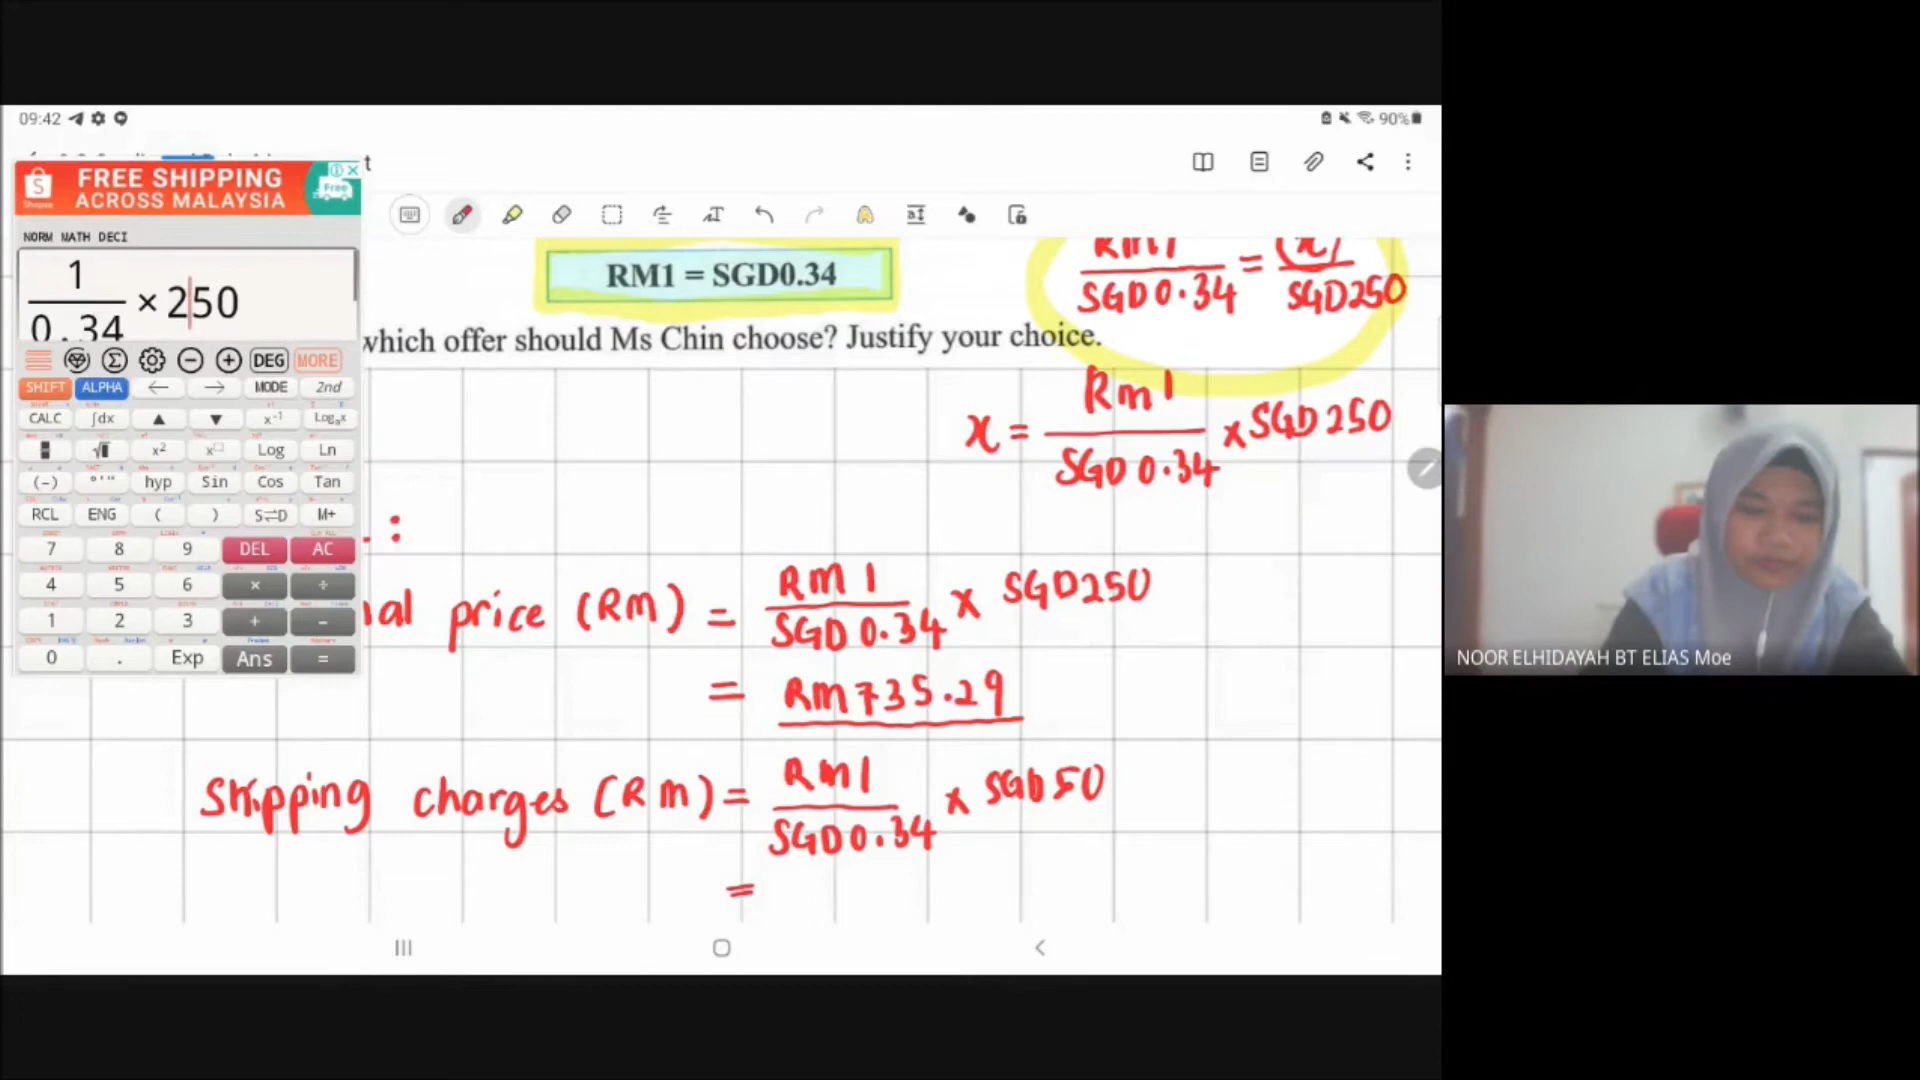 09:42
90%
t
FREE SHIPPING
ACROSS MALAYSIA
Shopee
Free
NORM MATH DECI
1
0.34 × 250
DEG MORE
SHIFT ALPHA ← → MODE 2nd
CALC ∫dx ▲ ▼ x⁻¹ Logₐx
√ x² x Log Ln
(−) °'" hyp Sin Cos Tan
RCL ENG ( ) S⇌D M+
7 8 9 DEL AC
4 5 6 × ÷
1 2 3 + −
0 . Exp Ans =
RM1 = SGD0.34
RM1 / SGD0.34 = (x) / SGD250
which offer should Ms Chin choose? Justify your choice.
x = Rm1 / SGD0.34 × SGD250
:
al price (Rm) = RM1 / SGD0.34 × SGD250
= RM735.29
Shipping charges (Rm) = RM1 / SGD0.34 × SGD50
=
NOOR ELHIDAYAH BT ELIAS Moe